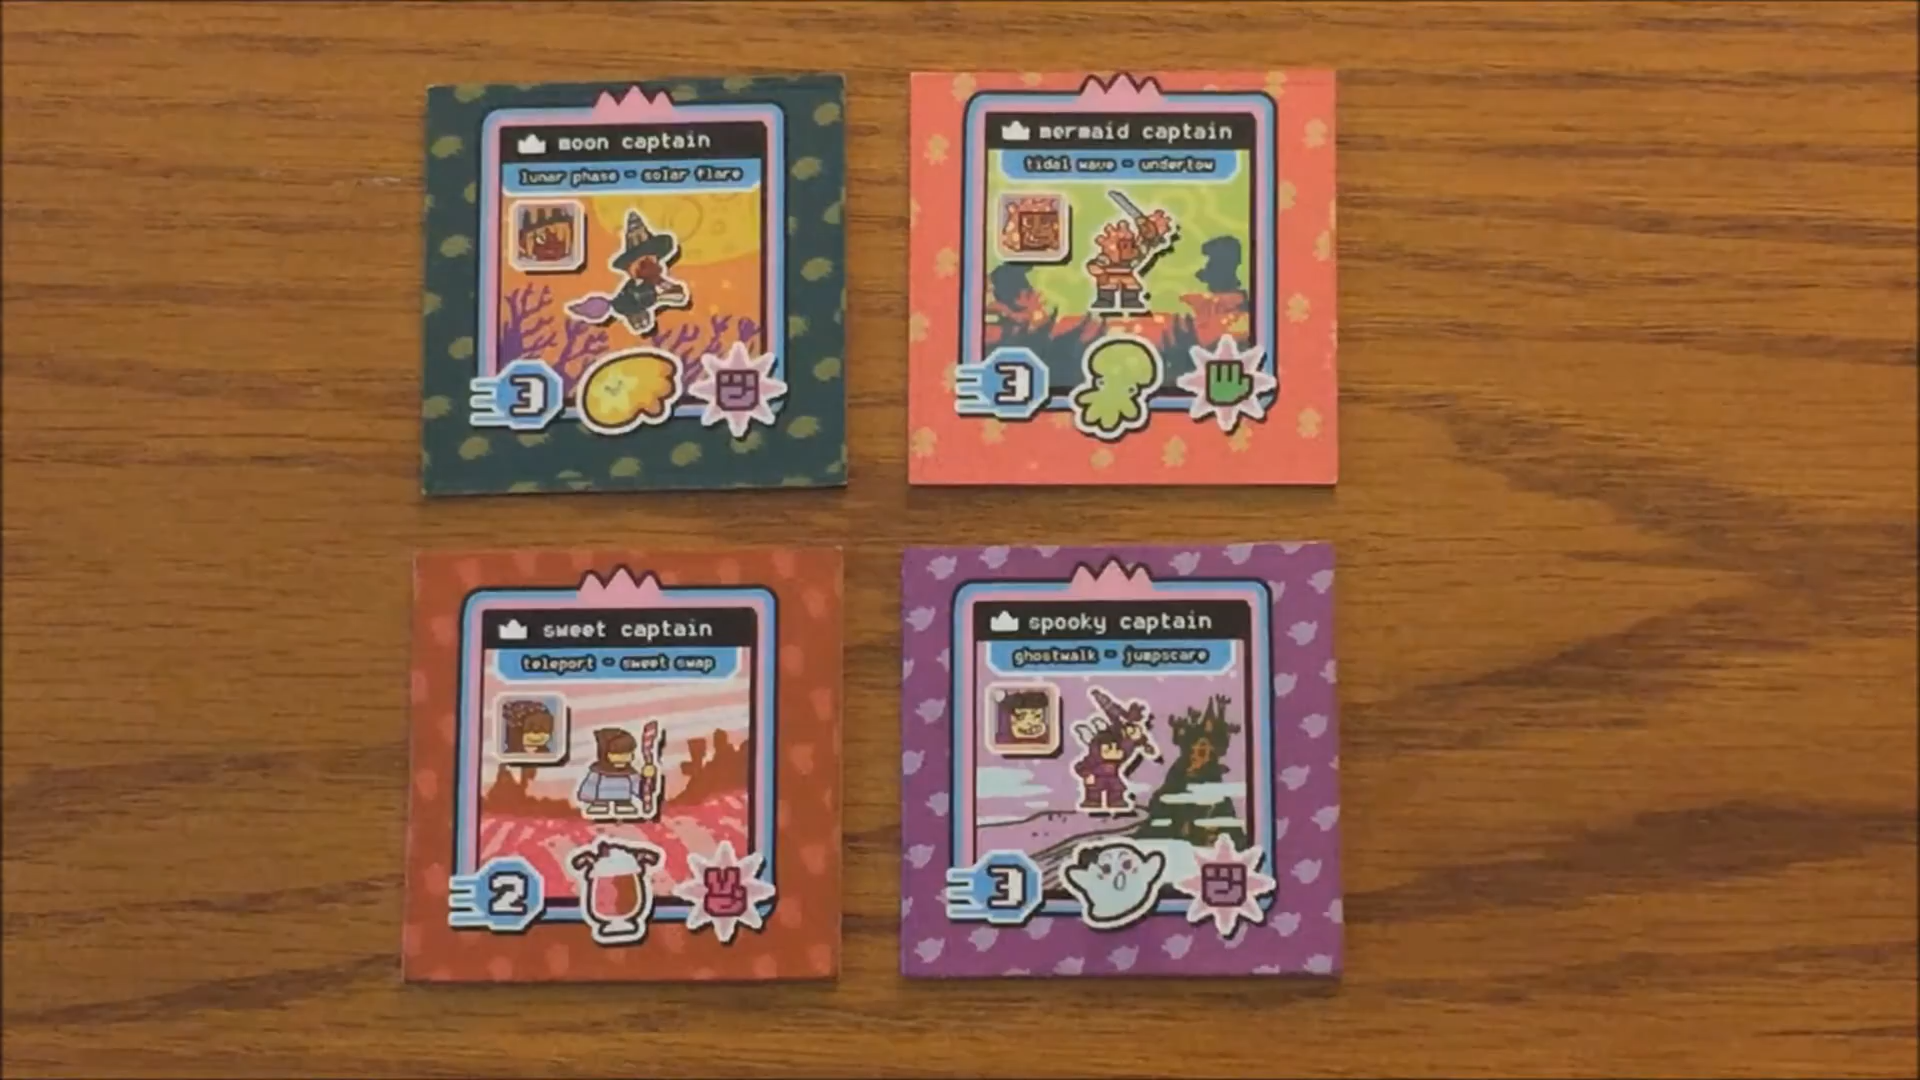 moon captain
lunar phase - solar flare
3
mermaid captain
tidal wave - undertow
3
sweet captain
teleport - sweet swap
2
spooky captain
ghostwalk - jumpscare
3